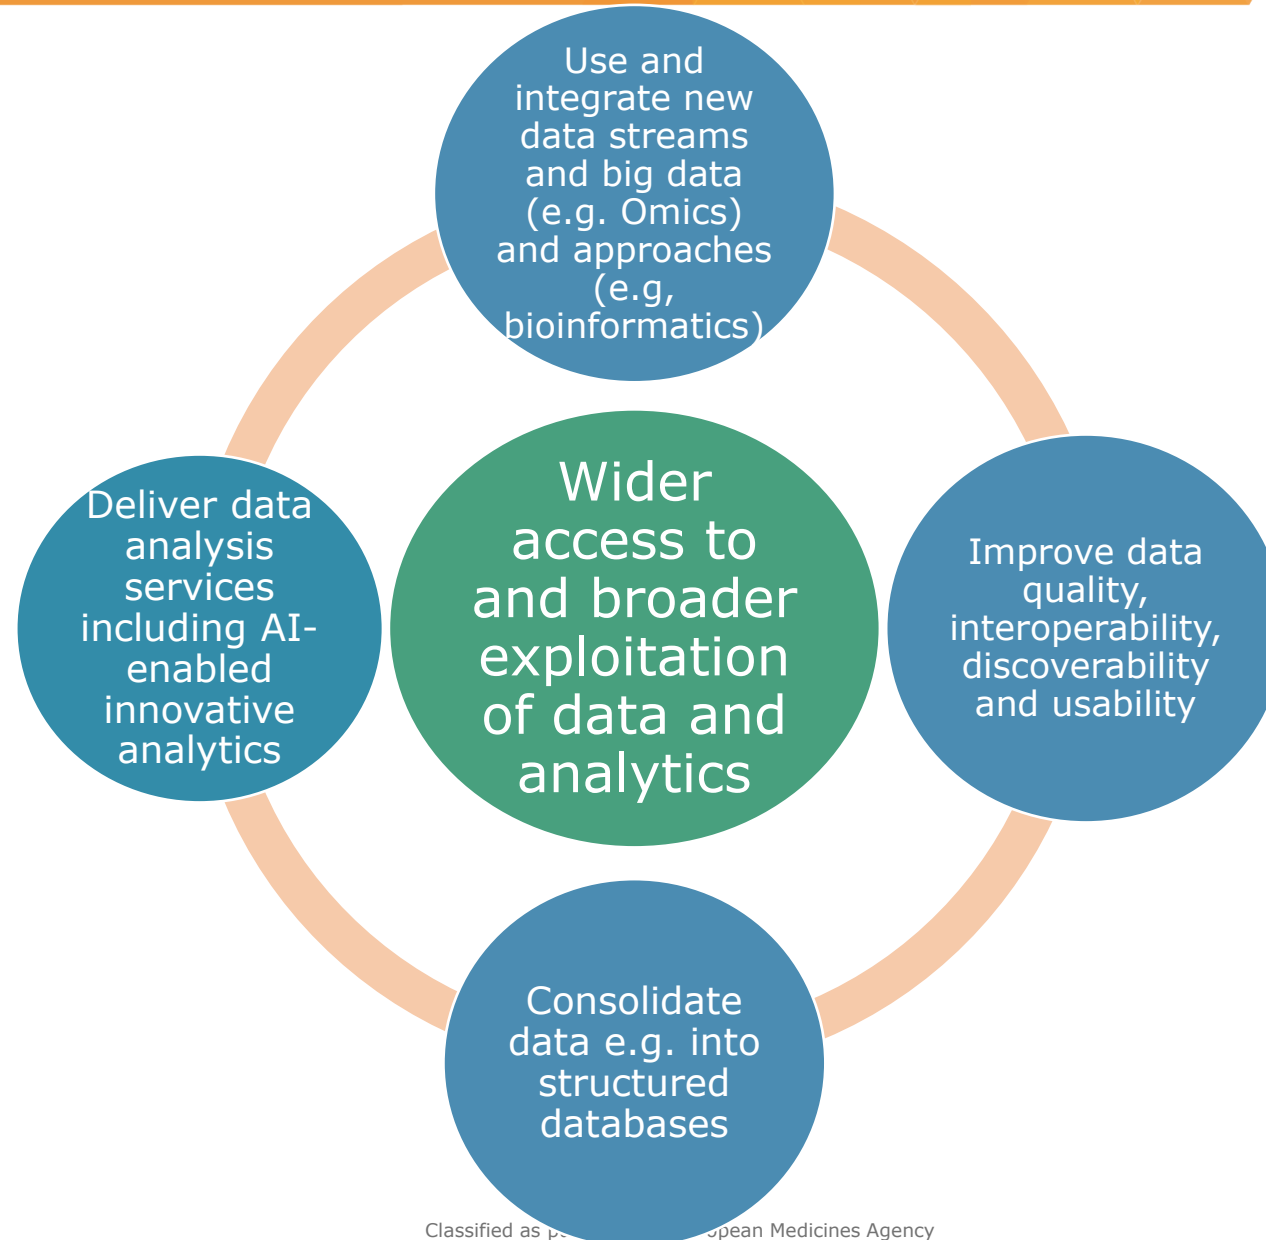 Use and
integrate new
data streams
and big data
(e.g. Omics)
and approaches
(e.g,
bioinformatics)
Wider
access to
and broader
exploitation
of data and
analytics
Deliver data
analysis
services
including AI-
enabled
innovative
analytics
Improve data
quality,
interoperability,
discoverability
and usability
Consolidate
data e.g. into
structured
databases
Classified as Medicines Agency